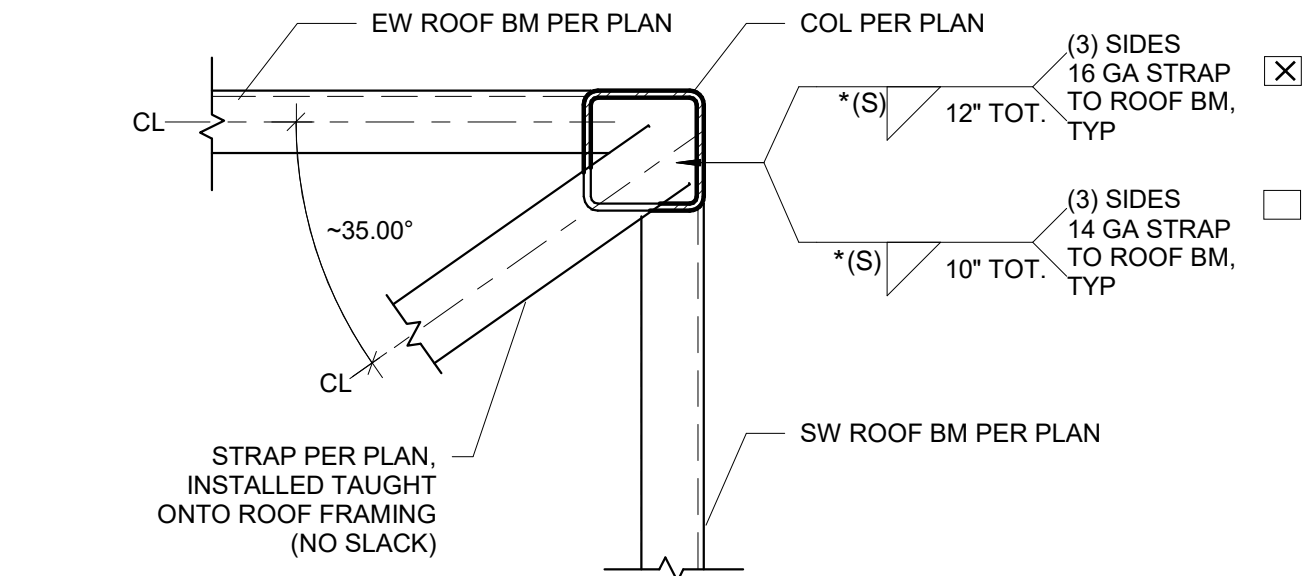 EW ROOF BM PER PLAN
COL PER PLAN
(3) SIDES
16 GA STRAP
TO ROOF BM,
TYP
*(S)
12" TOT.
CL
~35.00°
(3) SIDES
14 GA STRAP
TO ROOF BM,
TYP
*(S)
10" TOT.
CL
STRAP PER PLAN,
INSTALLED TAUGHT
ONTO ROOF FRAMING
(NO SLACK)
SW ROOF BM PER PLAN